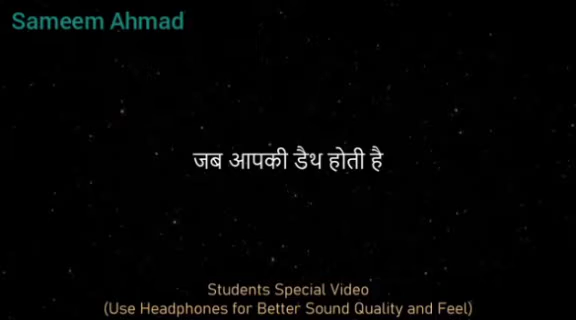 Sameem Ahmad
जब आपकी डैथ होती है
Students Special Video
(Use Headphones for Better Sound Quality and Feel)